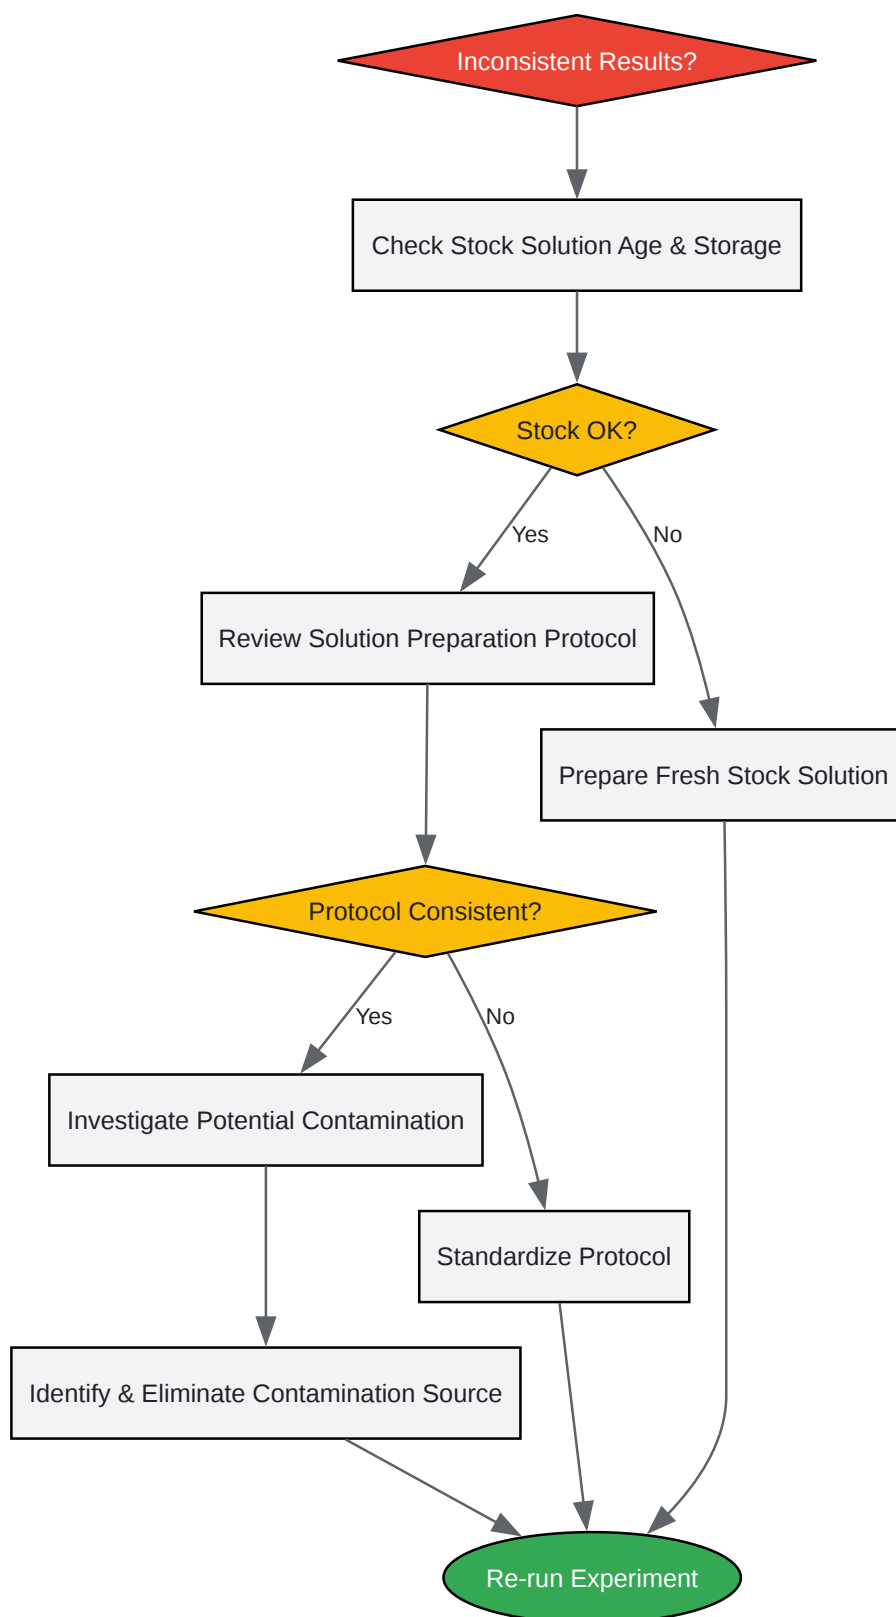 Inconsistent Results?
Check Stock Solution Age & Storage
Stock OK?
Yes
No
Review Solution Preparation Protocol
Prepare Fresh Stock Solution
Protocol Consistent?
Yes
No
Investigate Potential Contamination
Standardize Protocol
Identify & Eliminate Contamination Source
Re-run Experiment